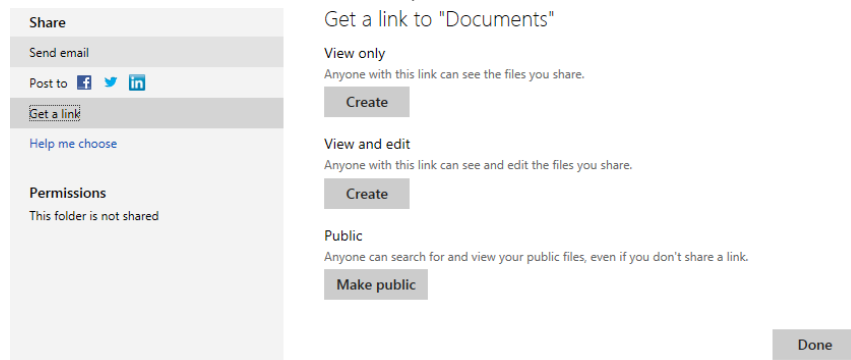 Share
Send email
Post to
Get a link
Help me choose
Permissions
This folder is not shared
Get a link to "Documents"
View only
Anyone with this link can see the files you share.
Create
View and edit
Anyone with this link can see and edit the files you share.
Create
Public
Anyone can search for and view your public files, even if you don't share a link.
Make public
Done